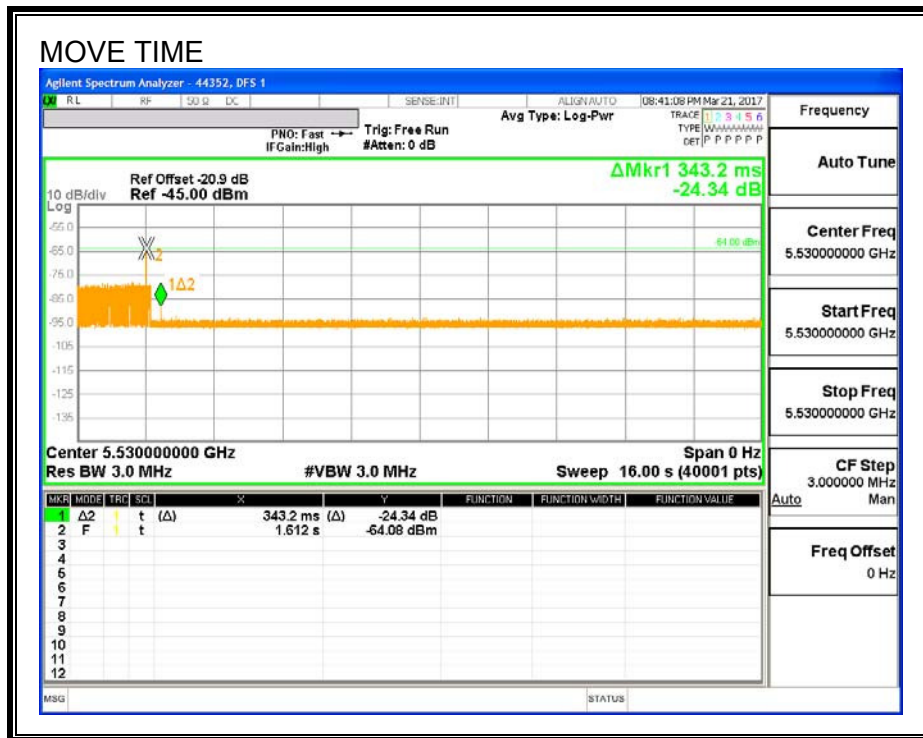 MOVE TIME
Agilent Spectrum Analyzer - 44352, DFS 1
RL RF 50 Ω DC SENSE:INT ALIGNAUTO 08:41:08 PM Mar 21, 2017
Frequency
Avg Type: Log-Pwr
TRACE 1 2 3 4 5 6
TYPE
DET P P P P P P
PNO: Fast
IFGain:High
Trig: Free Run
#Atten: 0 dB
Auto Tune
ΔMkr1 343.2 ms
-24.34 dB
Ref Offset -20.9 dB
10 dB/div Ref -45.00 dBm
Log
-55.0
-65.0
-75.0
-85.0
-95.0
-105
-115
-125
-135
-64.00 dBm
2
1Δ2
Center Freq
5.530000000 GHz
Start Freq
5.530000000 GHz
Stop Freq
5.530000000 GHz
Center 5.530000000 GHz Span 0 Hz
Res BW 3.0 MHz #VBW 3.0 MHz Sweep 16.00 s (40001 pts)
CF Step
3.000000 MHz
Auto Man
MKR MODE TRC SCL X Y FUNCTION FUNCTION WIDTH FUNCTION VALUE
1 Δ2 1 t (Δ) 343.2 ms (Δ) -24.34 dB
2 F 1 t 1.612 s -64.08 dBm
3
4
5
6
7
8
9
10
11
12
Freq Offset
0 Hz
MSG STATUS